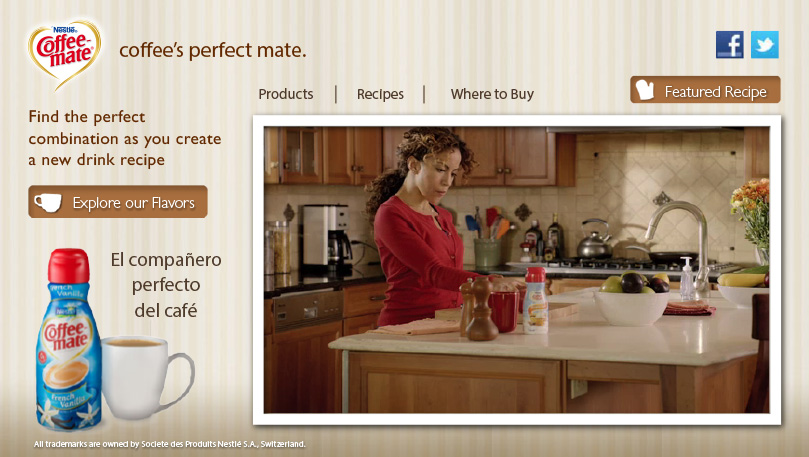 Nestlé
Coffee-
mate
coffee's perfect mate.
Products | Recipes | Where to Buy
Featured Recipe
Find the perfect
combination as you create
a new drink recipe
Explore our Flavors
El compañero
perfecto
del café
French
Vanilla
Nestlé
Coffee-
mate
French
Vanilla
All trademarks are owned by Societe des Produits Nestlé S.A., Switzerland.